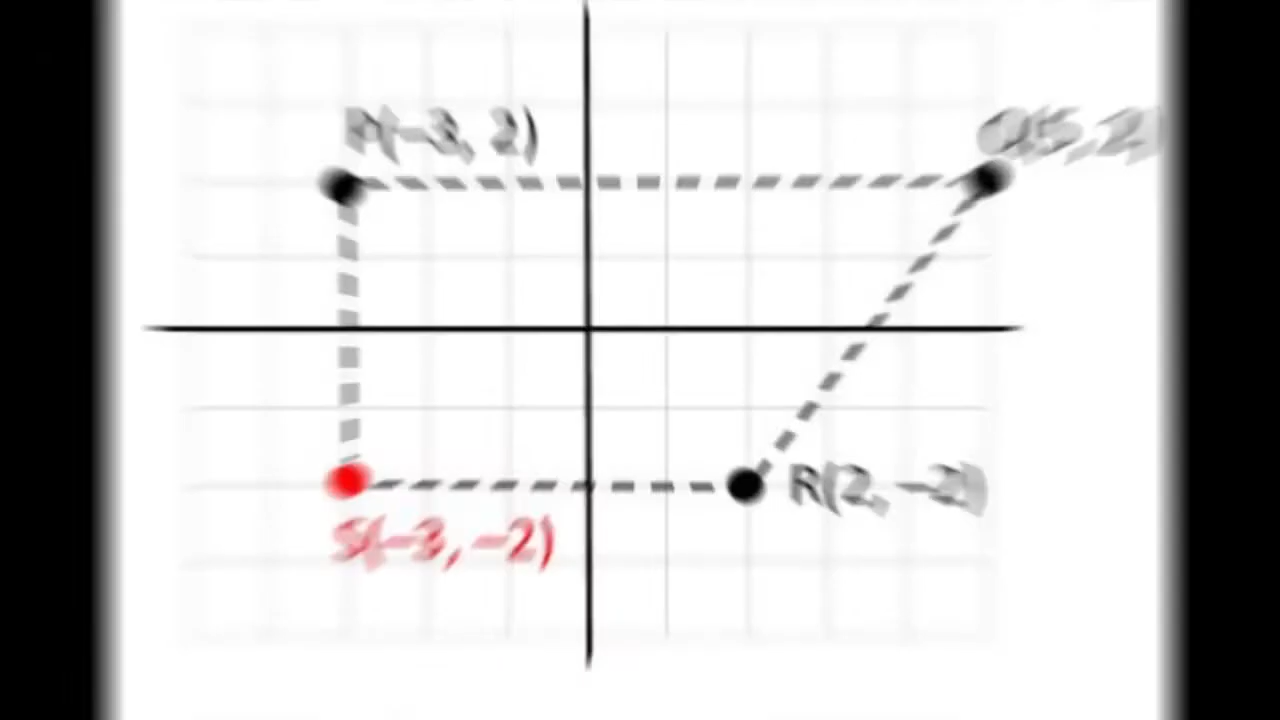 P(−3, 2)
Q(5, 2)
R(2, −2)
S(−3, −2)